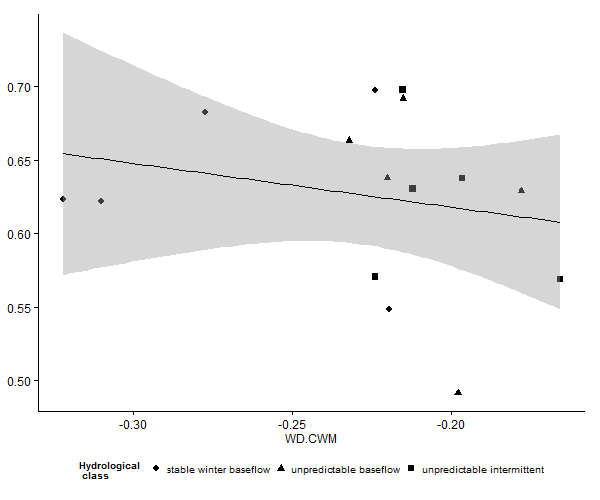 0.70
0.65
0.60
0.55
0.50
-0.30 -0.25 -0.20
WD.CWM
Hydrological
class
stable winter baseflow unpredictable baseflow unpredictable intermittent